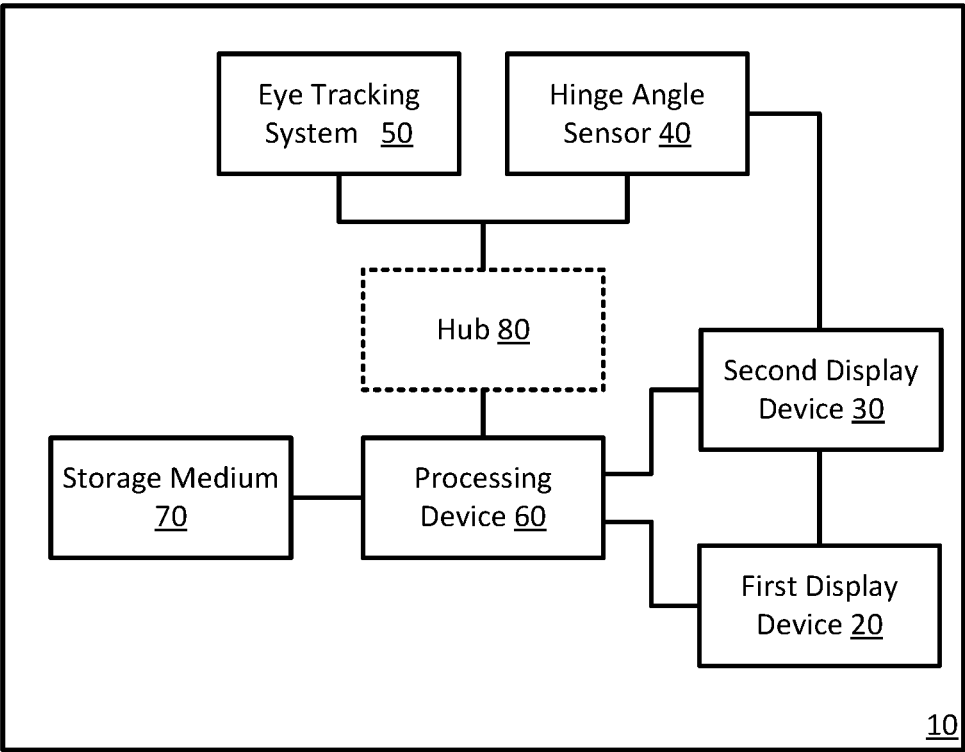 Eye Tracking
System 50
Hinge Angle
Sensor 40
Hub 80
Second Display
Device 30
Storage Medium
70
Processing
Device 60
First Display
Device 20
10